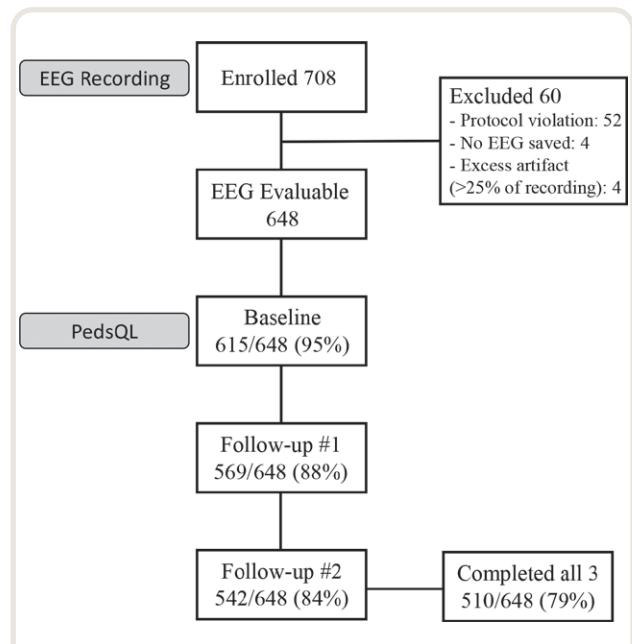 EEG Recording
Enrolled 708
Excluded 60
- Protocol violation: 52
- No EEG saved: 4
- Excess artifact
(>25% of recording): 4
EEG Evaluable
648
PedsQL
Baseline
615/648 (95%)
Follow-up #1
569/648 (88%)
Follow-up #2
542/648 (84%)
Completed all 3
510/648 (79%)